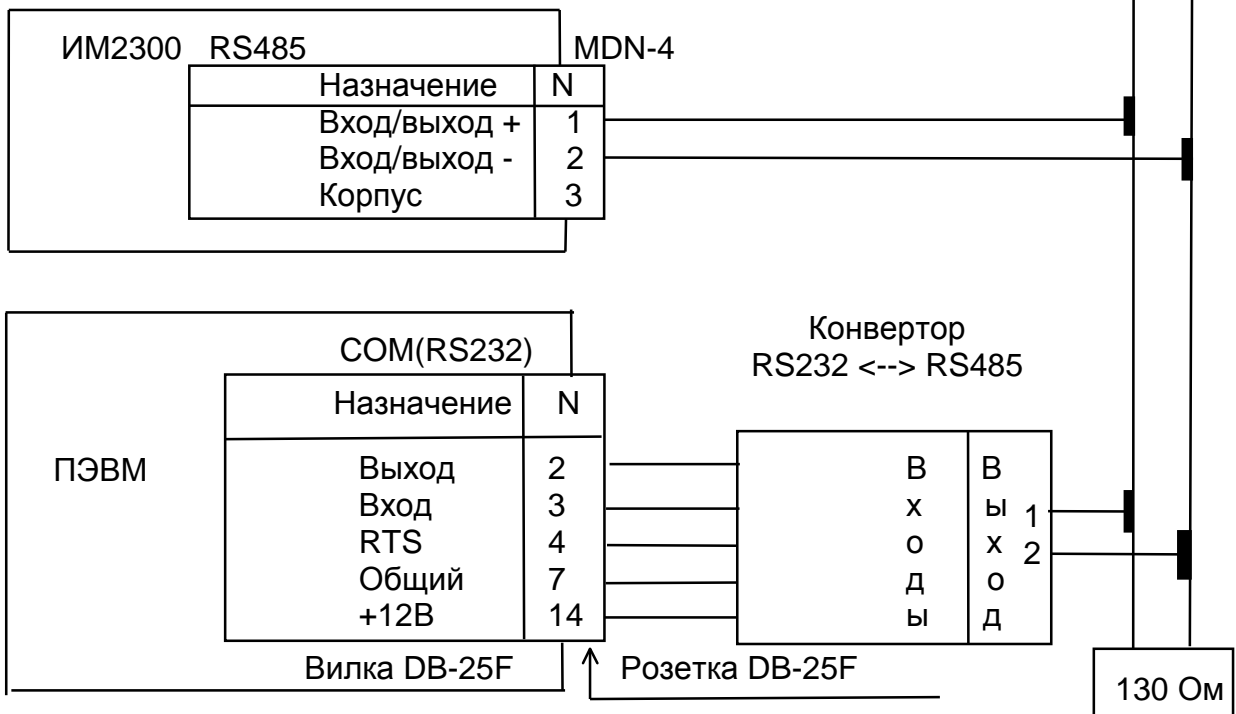 ИМ2300 RS485 MDN-4
Назначение N
Вход/выход + 1
Вход/выход - 2
Корпус 3
COM(RS232)
Назначение N
ПЭВМ
Выход 2
Вход 3
RTS 4
Общий 7
+12В 14
Вилка DB-25F
Розетка DB-25F
Конвертор
RS232 <--> RS485
Входы
Выход
1
2
130 Ом